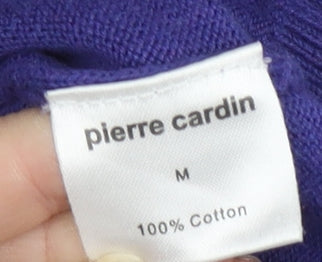 pierre cardin
M
100% Cotton